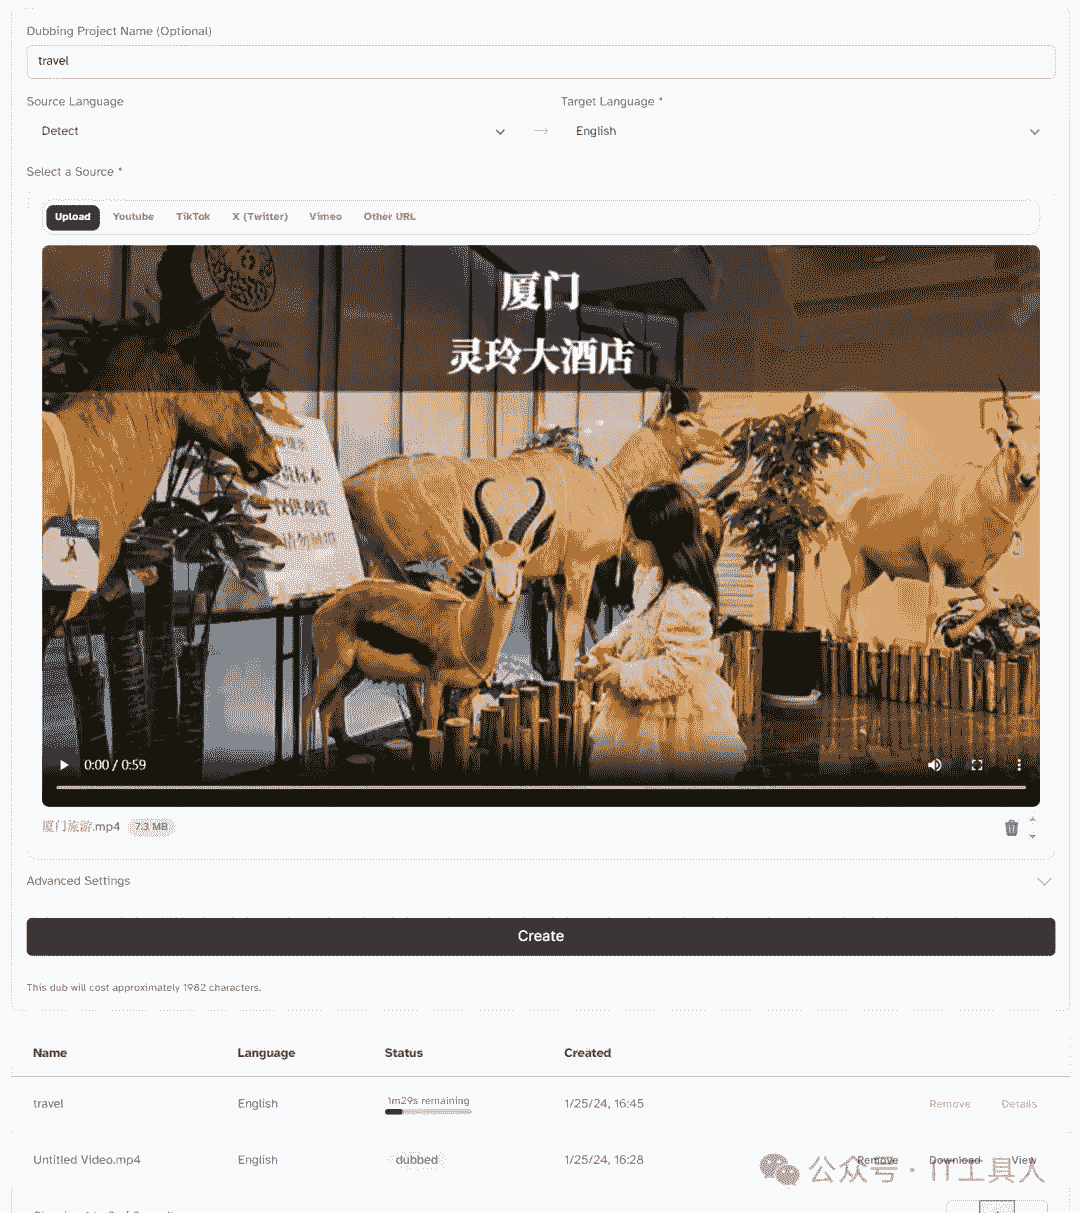 Dubbing Project Name (Optional)
travel
Source Language
Target Language *
Detect
→
English
Select a Source *
Upload
Youtube
TikTok
X (Twitter)
Vimeo
Other URL
厦门
灵玲大酒店
0:00 / 0:59
厦门旅游.mp4
7.3 MB
Advanced Settings
Create
This dub will cost approximately 1982 characters.
Name
Language
Status
Created
travel
English
1m29s remaining
1/25/24, 16:45
Remove
Details
Untitled Video.mp4
English
dubbed
1/25/24, 16:28
Remove
Download
View
公众号 · IT工具人